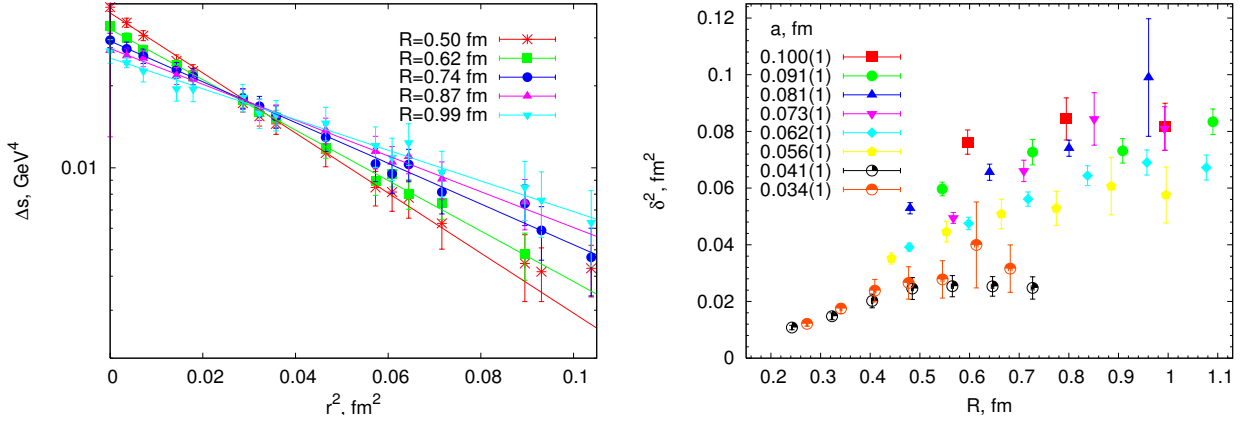 Δs, GeV⁴
0.01
R=0.50 fm
R=0.62 fm
R=0.74 fm
R=0.87 fm
R=0.99 fm
0 0.02 0.04 0.06 0.08 0.1
r², fm²
δ², fm²
0.12
0.1
0.08
0.06
0.04
0.02
0
a, fm
0.100(1)
0.091(1)
0.081(1)
0.073(1)
0.062(1)
0.056(1)
0.041(1)
0.034(1)
0.2 0.3 0.4 0.5 0.6 0.7 0.8 0.9 1 1.1
R, fm